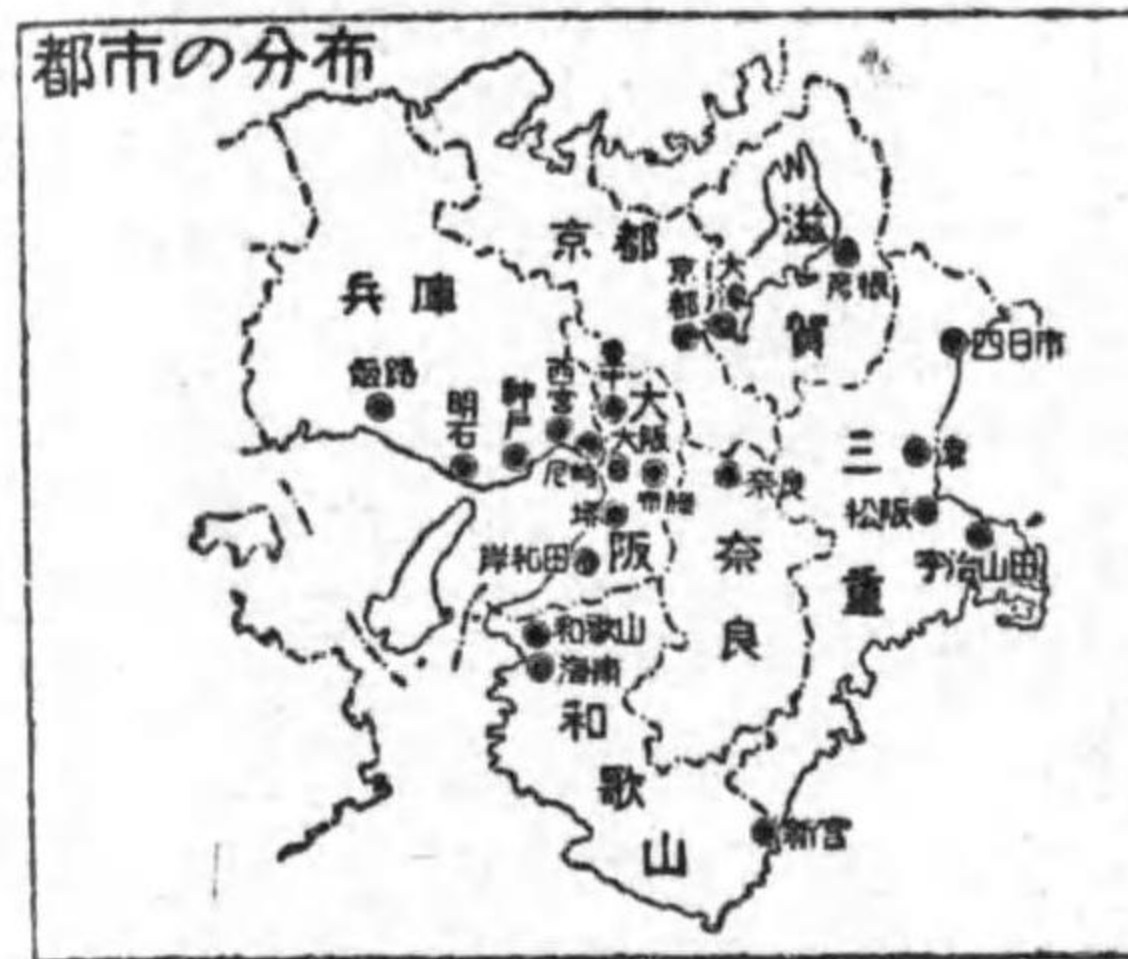 都市の分布
京都
滋賀
兵庫
京都
大津
彦根
四日市
姫路
明石
神戸
西宮
大阪
大阪
尼崎
布施
堺
岸和田
奈良
三重
津
松阪
宇治山田
奈良
和歌山
海南
和歌山
新宮